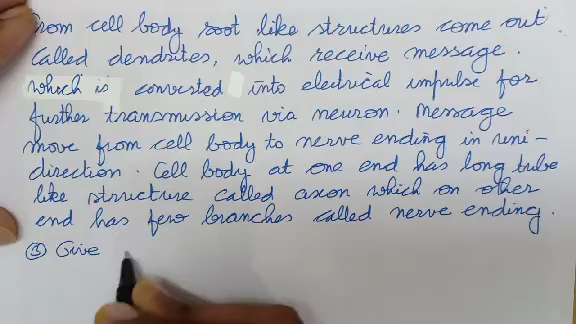 From cell body root like structures come out
called dendrites, which receive message.
which is converted into electrical impulse for
further transmission via neuron. Message
move from cell body to nerve ending in uni-
direction. Cell body at one end has long tube
like structure called axon which on other
end has few branches called nerve ending.
③ Give